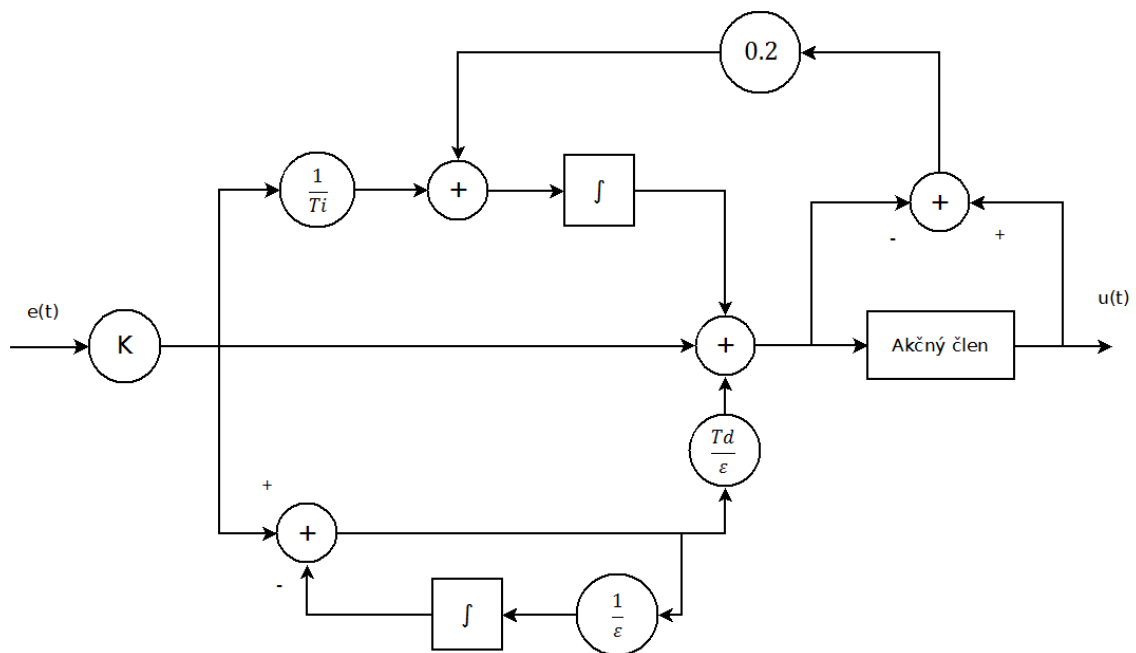 0.2
1
Ti
+
∫
+
-
+
e(t)
u(t)
K
+
Akčný člen
Td
ε
+
+
-
∫
1
ε